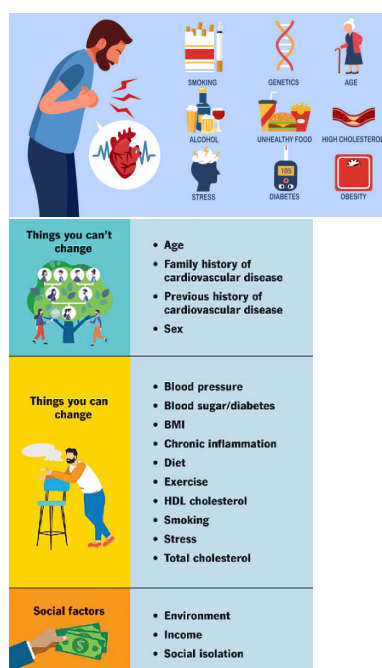 SMOKING
GENETICS
AGE
ALCOHOL
UNHEALTHY FOOD
HIGH CHOLESTEROL
105
STRESS
DIABETES
OBESITY
Things you can't
change
• Age
• Family history of
cardiovascular disease
• Previous history of
cardiovascular disease
• Sex
Things you can
change
• Blood pressure
• Blood sugar/diabetes
• BMI
• Chronic inflammation
• Diet
• Exercise
• HDL cholesterol
• Smoking
• Stress
• Total cholesterol
Social factors
$
• Environment
• Income
• Social isolation